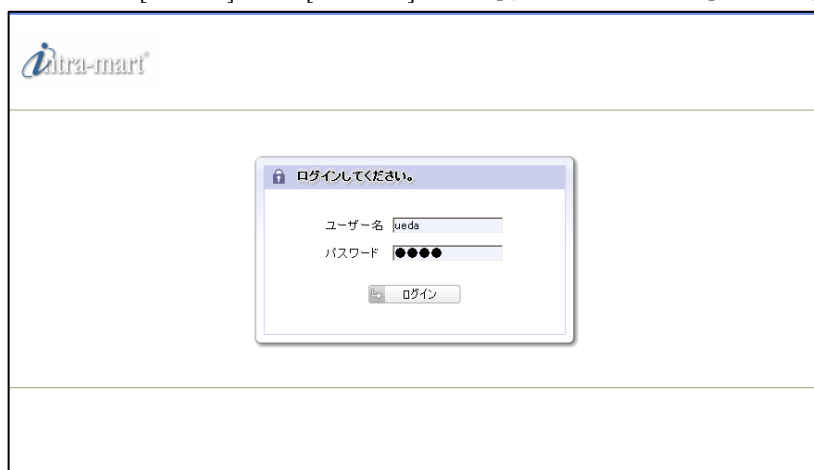 intra-mart
ログインしてください。
ユーザー名 ueda
パスワード ●●●●
ログイン